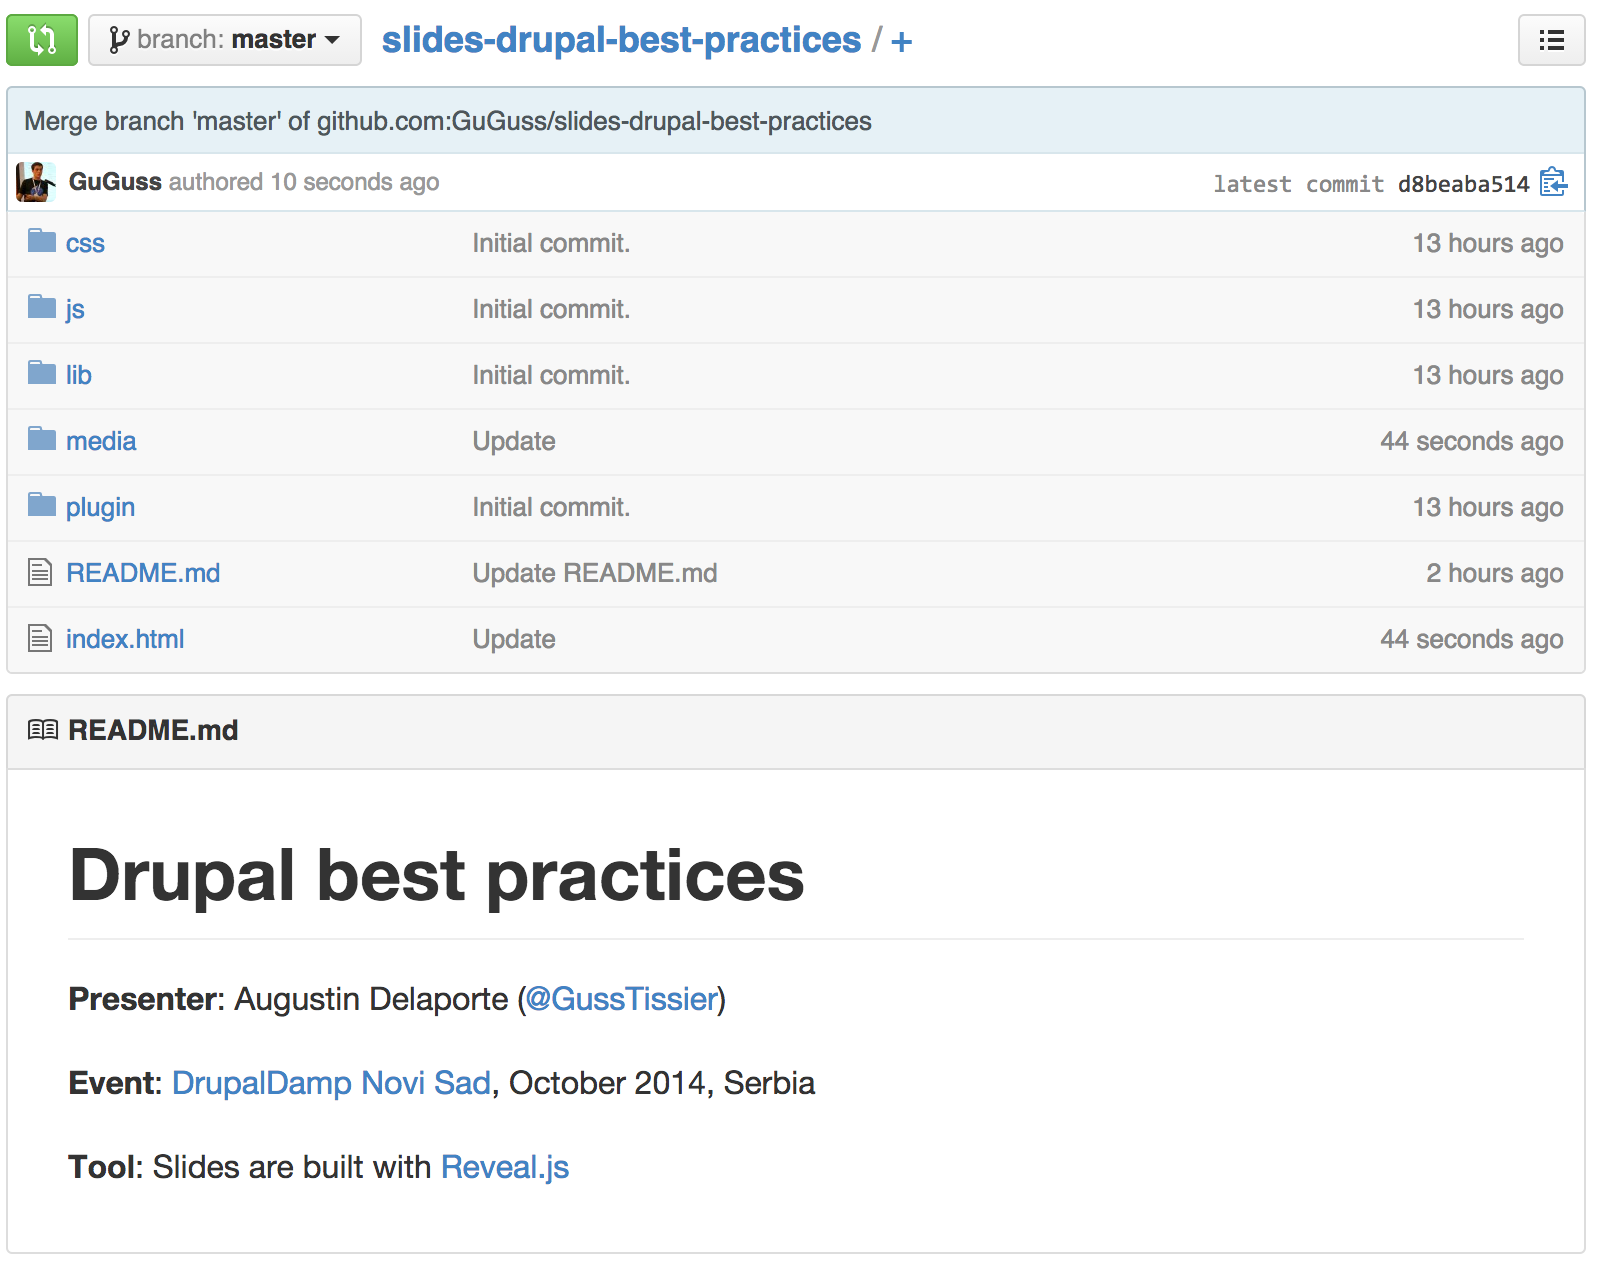 branch: master slides-drupal-best-practices / +
Merge branch 'master' of github.com:GuGuss/slides-drupal-best-practices
GuGuss authored 10 seconds ago latest commit d8beaba514
css Initial commit. 13 hours ago
js Initial commit. 13 hours ago
lib Initial commit. 13 hours ago
media Update 44 seconds ago
plugin Initial commit. 13 hours ago
README.md Update README.md 2 hours ago
index.html Update 44 seconds ago
README.md
Drupal best practices
Presenter: Augustin Delaporte (@GussTissier)
Event: DrupalDamp Novi Sad, October 2014, Serbia
Tool: Slides are built with Reveal.js